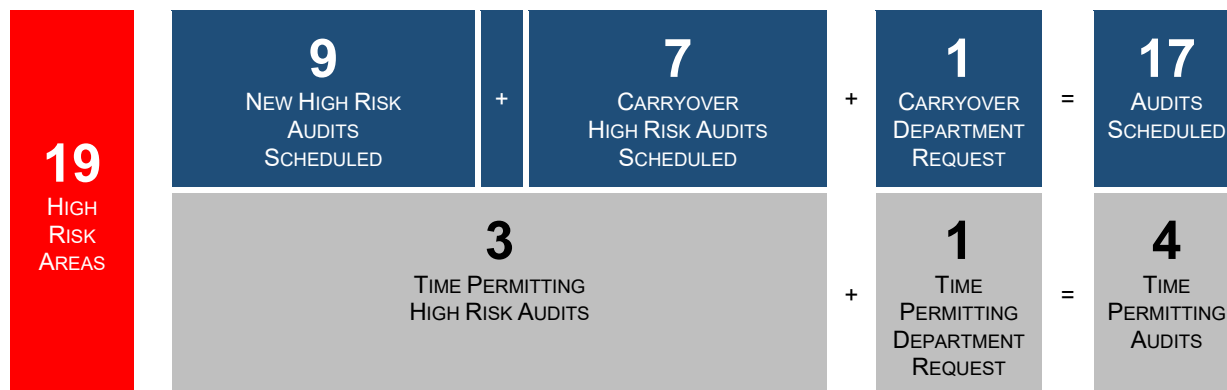 19
HIGH
RISK
AREAS
9
NEW HIGH RISK
AUDITS
SCHEDULED
+
7
CARRYOVER
HIGH RISK AUDITS
SCHEDULED
+
1
CARRYOVER
DEPARTMENT
REQUEST
=
17
AUDITS
SCHEDULED
3
TIME PERMITTING
HIGH RISK AUDITS
+
1
TIME
PERMITTING
DEPARTMENT
REQUEST
=
4
TIME
PERMITTING
AUDITS